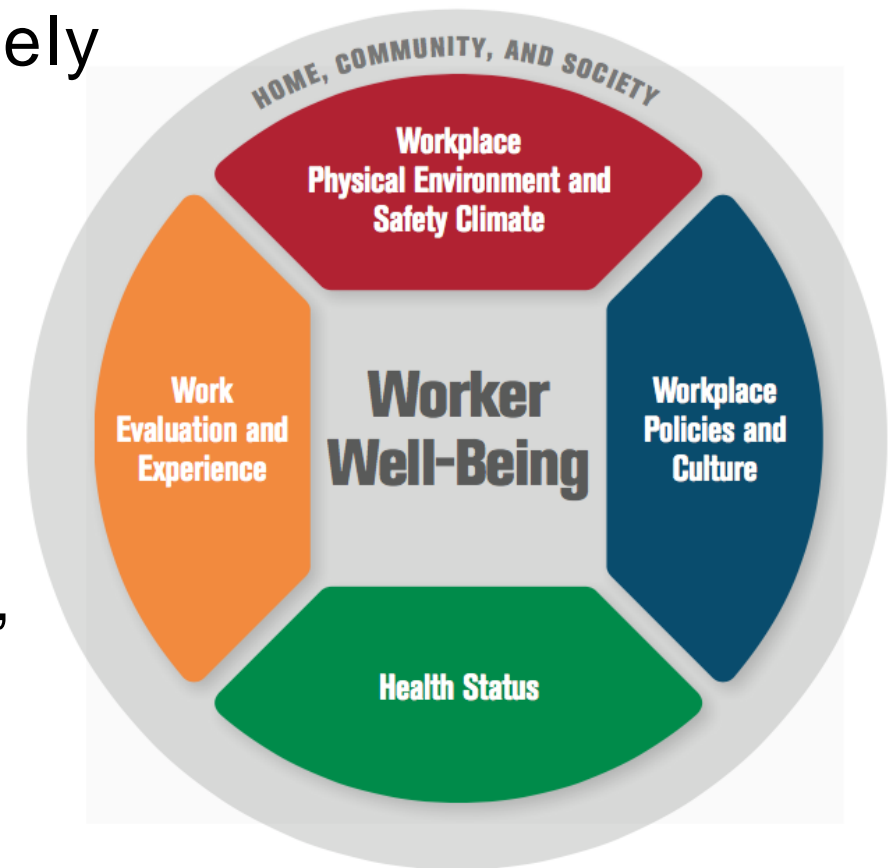 ely
HOME, COMMUNITY, AND SOCIETY
Workplace
Physical Environment and
Safety Climate
Work
Evaluation and
Experience
Worker
Well-Being
Workplace
Policies and
Culture
,
Health Status